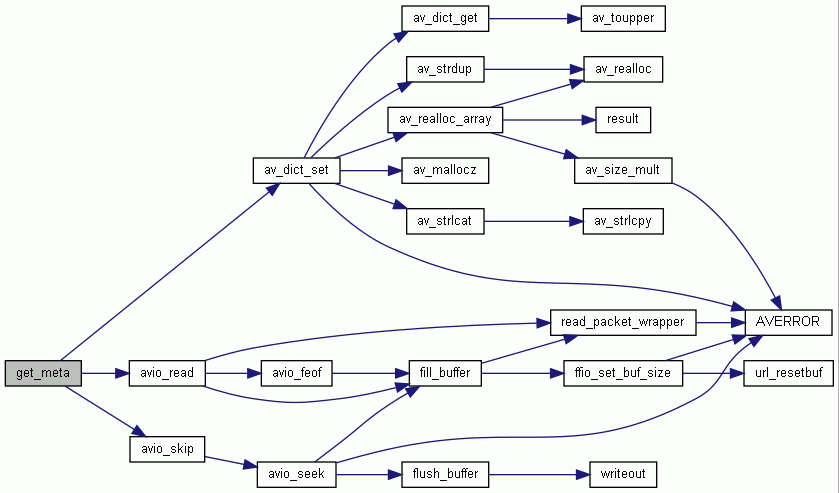 av_dict_get
av_toupper
av_strdup
av_realloc
av_realloc_array
result
av_dict_set
av_mallocz
av_size_mult
av_strlcat
av_strlcpy
read_packet_wrapper
AVERROR
get_meta
avio_read
avio_feof
fill_buffer
ffio_set_buf_size
url_resetbuf
avio_skip
avio_seek
flush_buffer
writeout